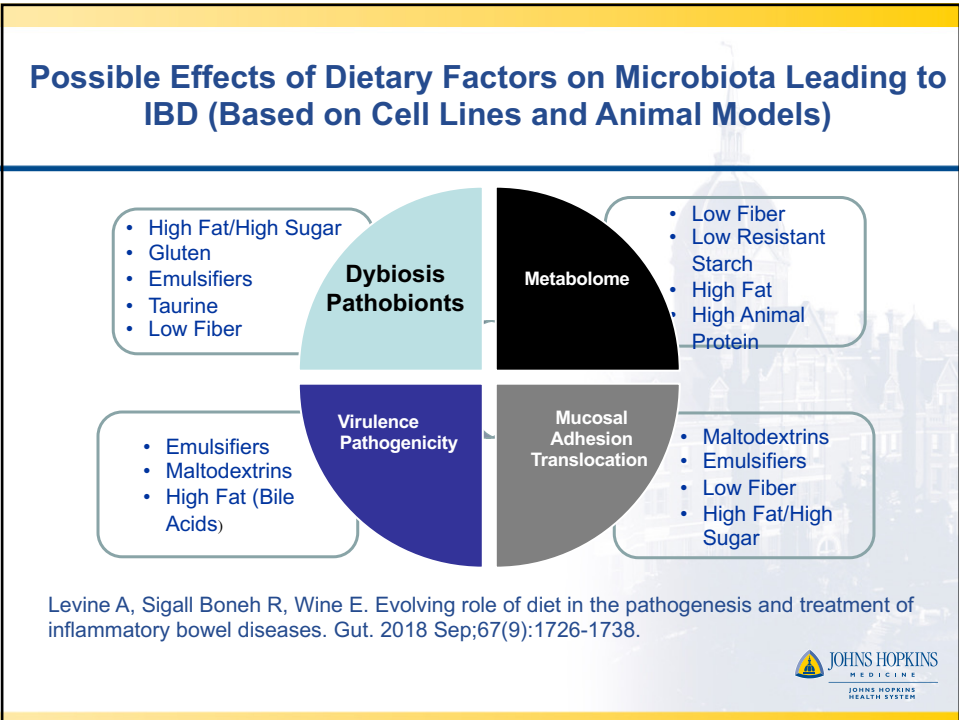 Possible Effects of Dietary Factors on Microbiota Leading to
IBD (Based on Cell Lines and Animal Models)
• High Fat/High Sugar
• Gluten
• Emulsifiers
• Taurine
• Low Fiber
Dybiosis
Pathobionts
Metabolome
• Low Fiber
• Low Resistant
Starch
• High Fat
• High Animal
Protein
• Emulsifiers
• Maltodextrins
• High Fat (Bile
Acids)
Virulence
Pathogenicity
Mucosal
Adhesion
Translocation
• Maltodextrins
• Emulsifiers
• Low Fiber
• High Fat/High
Sugar
Levine A, Sigall Boneh R, Wine E. Evolving role of diet in the pathogenesis and treatment of
inflammatory bowel diseases. Gut. 2018 Sep;67(9):1726-1738.
JOHNS HOPKINS
MEDICINE
JOHNS HOPKINS
HEALTH SYSTEM